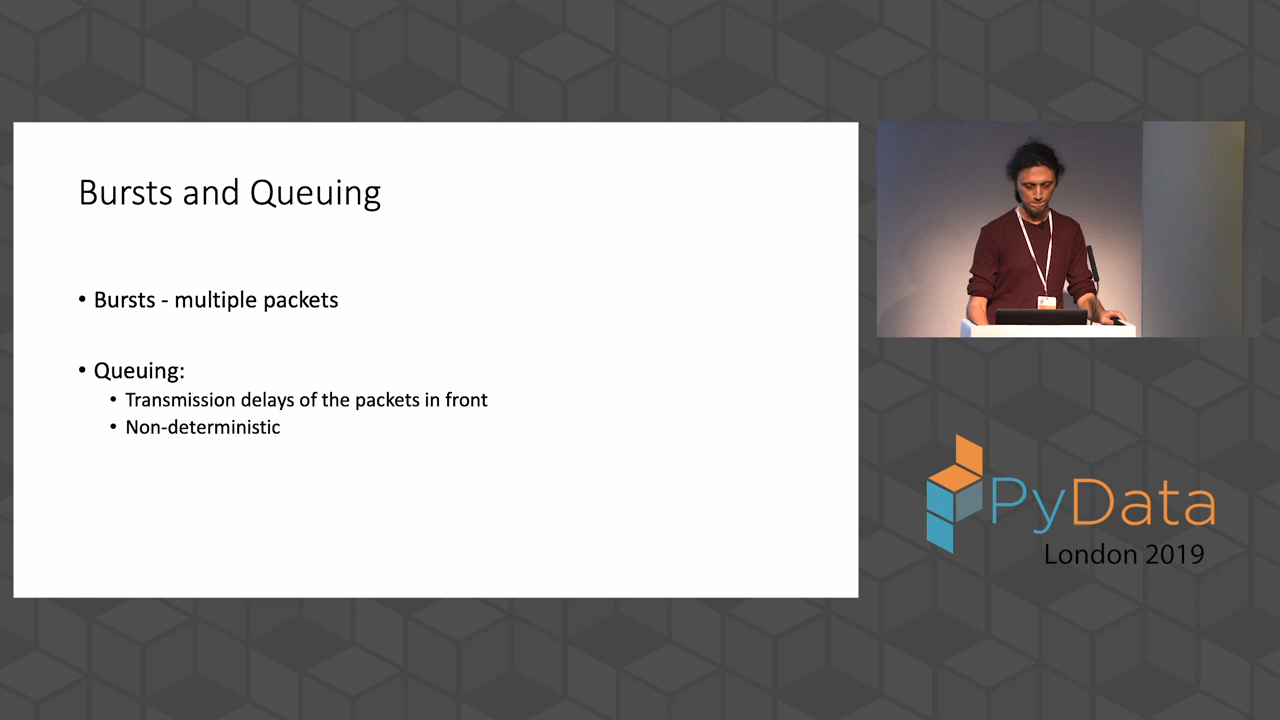 Bursts and Queuing
• Bursts - multiple packets
• Queuing:
• Transmission delays of the packets in front
• Non-deterministic
PyData
London 2019